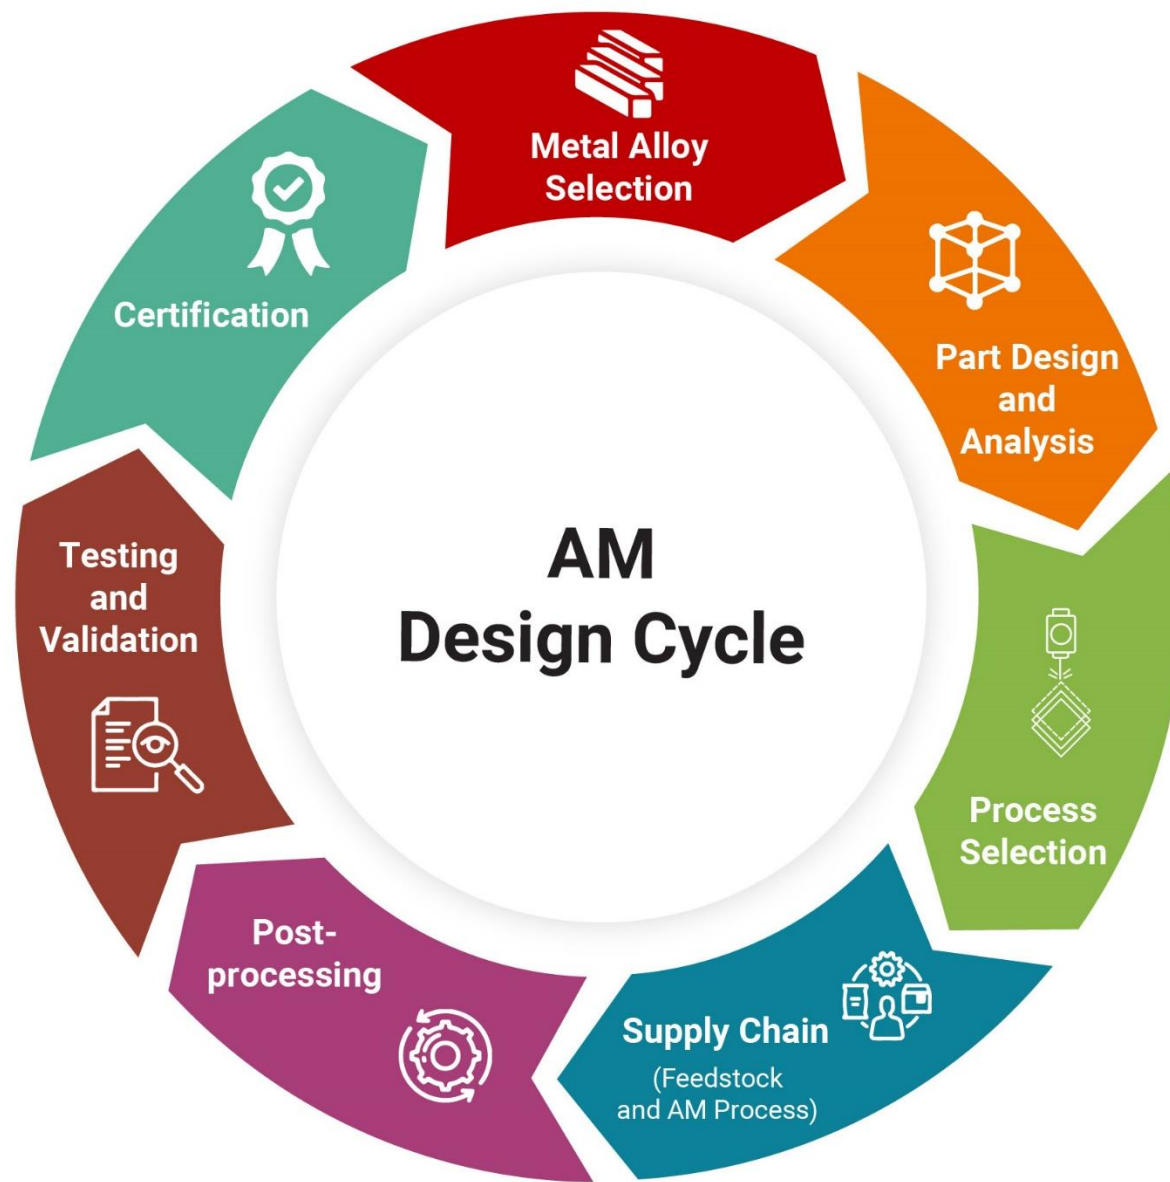 Metal Alloy
Selection
Part Design
and
Analysis
Process
Selection
Supply Chain
(Feedstock
and AM Process)
Post-
processing
Testing
and
Validation
Certification
AM
Design Cycle